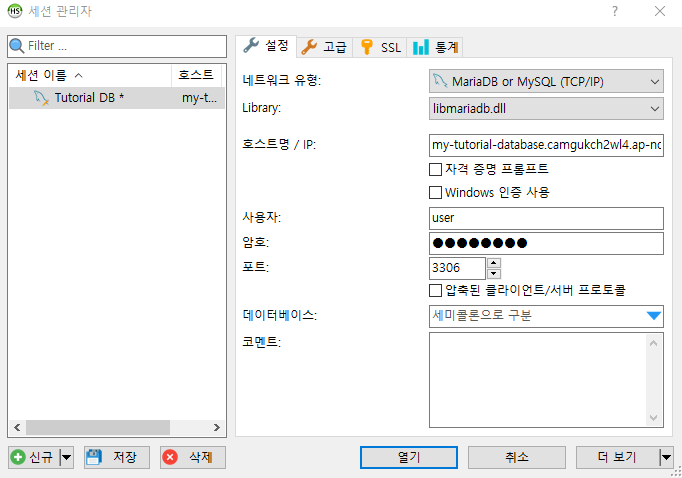 HS 세션 관리자
Filter ...
세션 이름 호스트
Tutorial DB * my-t...
설정 고급 SSL 통계
네트워크 유형: MariaDB or MySQL (TCP/IP)
Library: libmariadb.dll
호스트명 / IP: my-tutorial-database.camgukch2wl4.ap-no
자격 증명 프롬프트
Windows 인증 사용
사용자: user
암호: ●●●●●●●●
포트: 3306
압축된 클라이언트/서버 프로토콜
데이터베이스: 세미콜론으로 구분
코멘트:
신규 저장 삭제 열기 취소 더 보기